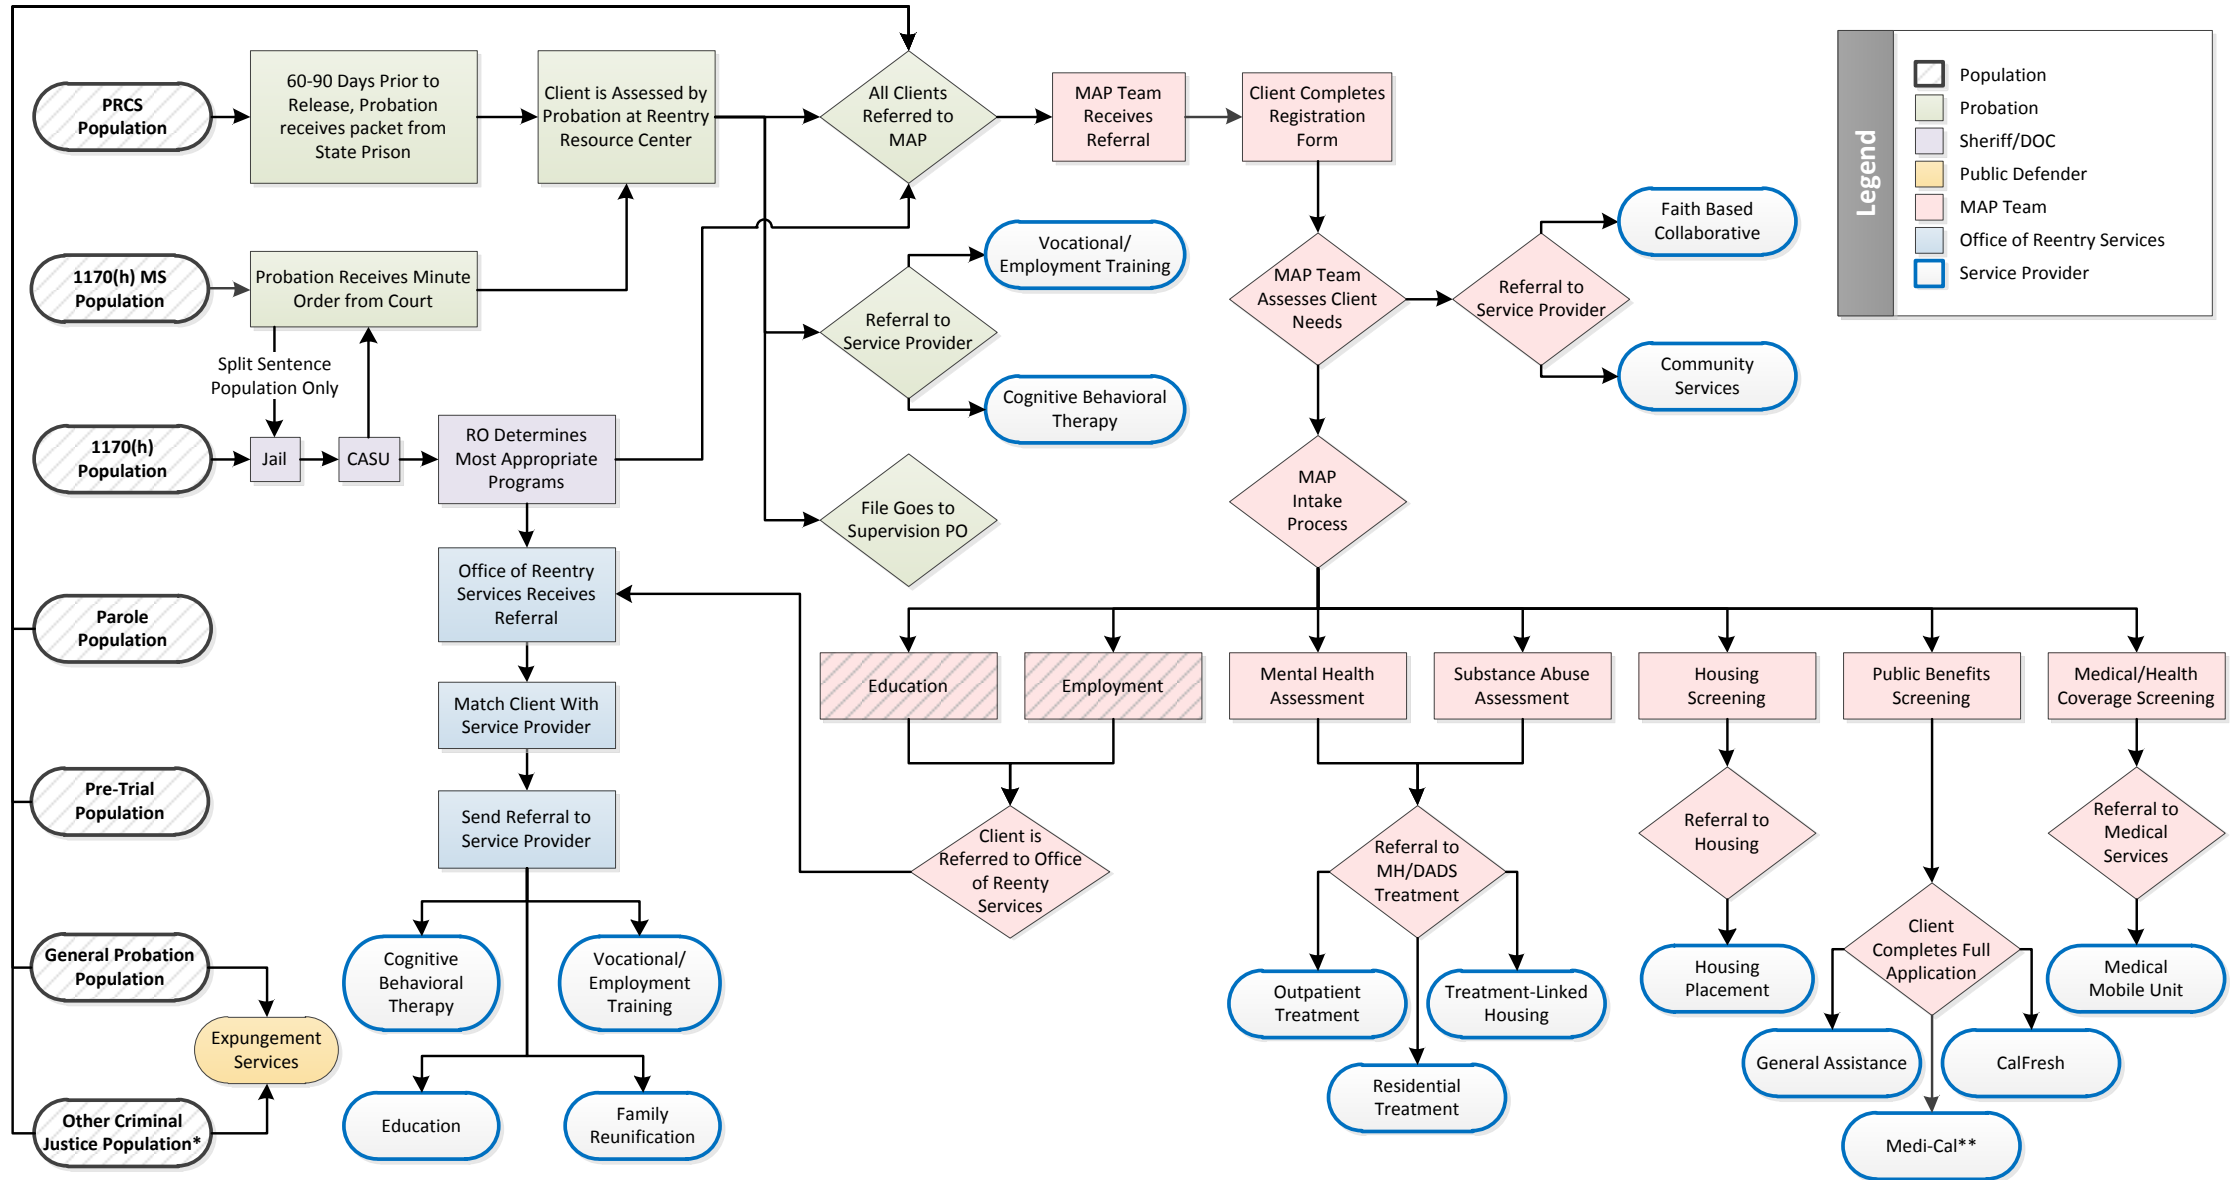 PRCS
Population
60-90 Days Prior to
Release, Probation
receives packet from
State Prison
Client is Assessed by
Probation at Reentry
Resource Center
All Clients
Referred to
MAP
MAP Team
Receives
Referral
Client Completes
Registration
Form
Legend
Population
Probation
Sheriff/DOC
Public Defender
MAP Team
Office of Reentry Services
Service Provider
1170(h) MS
Population
Probation Receives Minute
Order from Court
Vocational/
Employment Training
Referral to
Service Provider
Cognitive Behavioral
Therapy
MAP Team
Assesses Client
Needs
Referral to
Service Provider
Faith Based
Collaborative
Community
Services
Split Sentence
Population Only
1170(h)
Population
Jail
CASU
RO Determines
Most Appropriate
Programs
File Goes to
Supervision PO
MAP
Intake
Process
Office of Reentry
Services Receives
Referral
Parole
Population
Match Client With
Service Provider
Education
Employment
Mental Health
Assessment
Substance Abuse
Assessment
Housing
Screening
Public Benefits
Screening
Medical/Health
Coverage Screening
Pre-Trial
Population
Send Referral to
Service Provider
Client is
Referred to Office
of Reenty
Services
Referral to
MH/DADS
Treatment
Referral to
Housing
Referral to
Medical
Services
General Probation
Population
Cognitive
Behavioral
Therapy
Vocational/
Employment
Training
Outpatient
Treatment
Treatment-Linked
Housing
Housing
Placement
Client
Completes Full
Application
Medical
Mobile Unit
Expungement
Services
General Assistance
CalFresh
Other Criminal
Justice Population*
Education
Family
Reunification
Residential
Treatment
Medi-Cal**